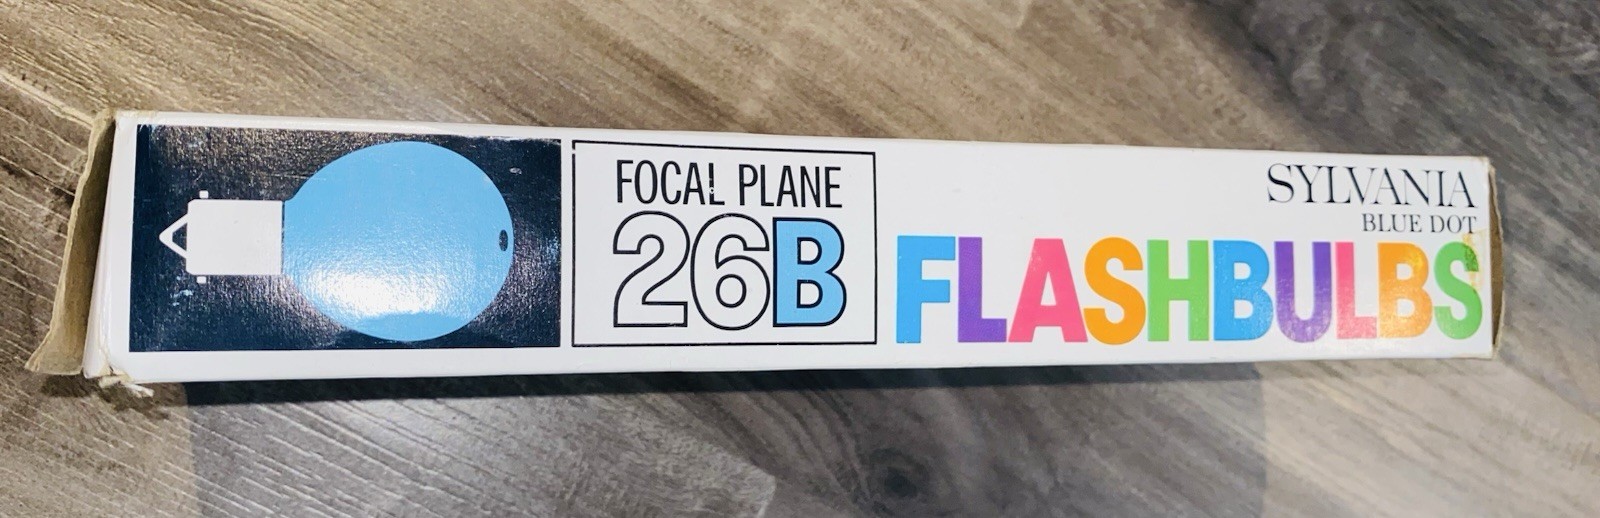 FOCAL PLANE
26B
SYLVANIA
BLUE DOT
FLASHBULBS